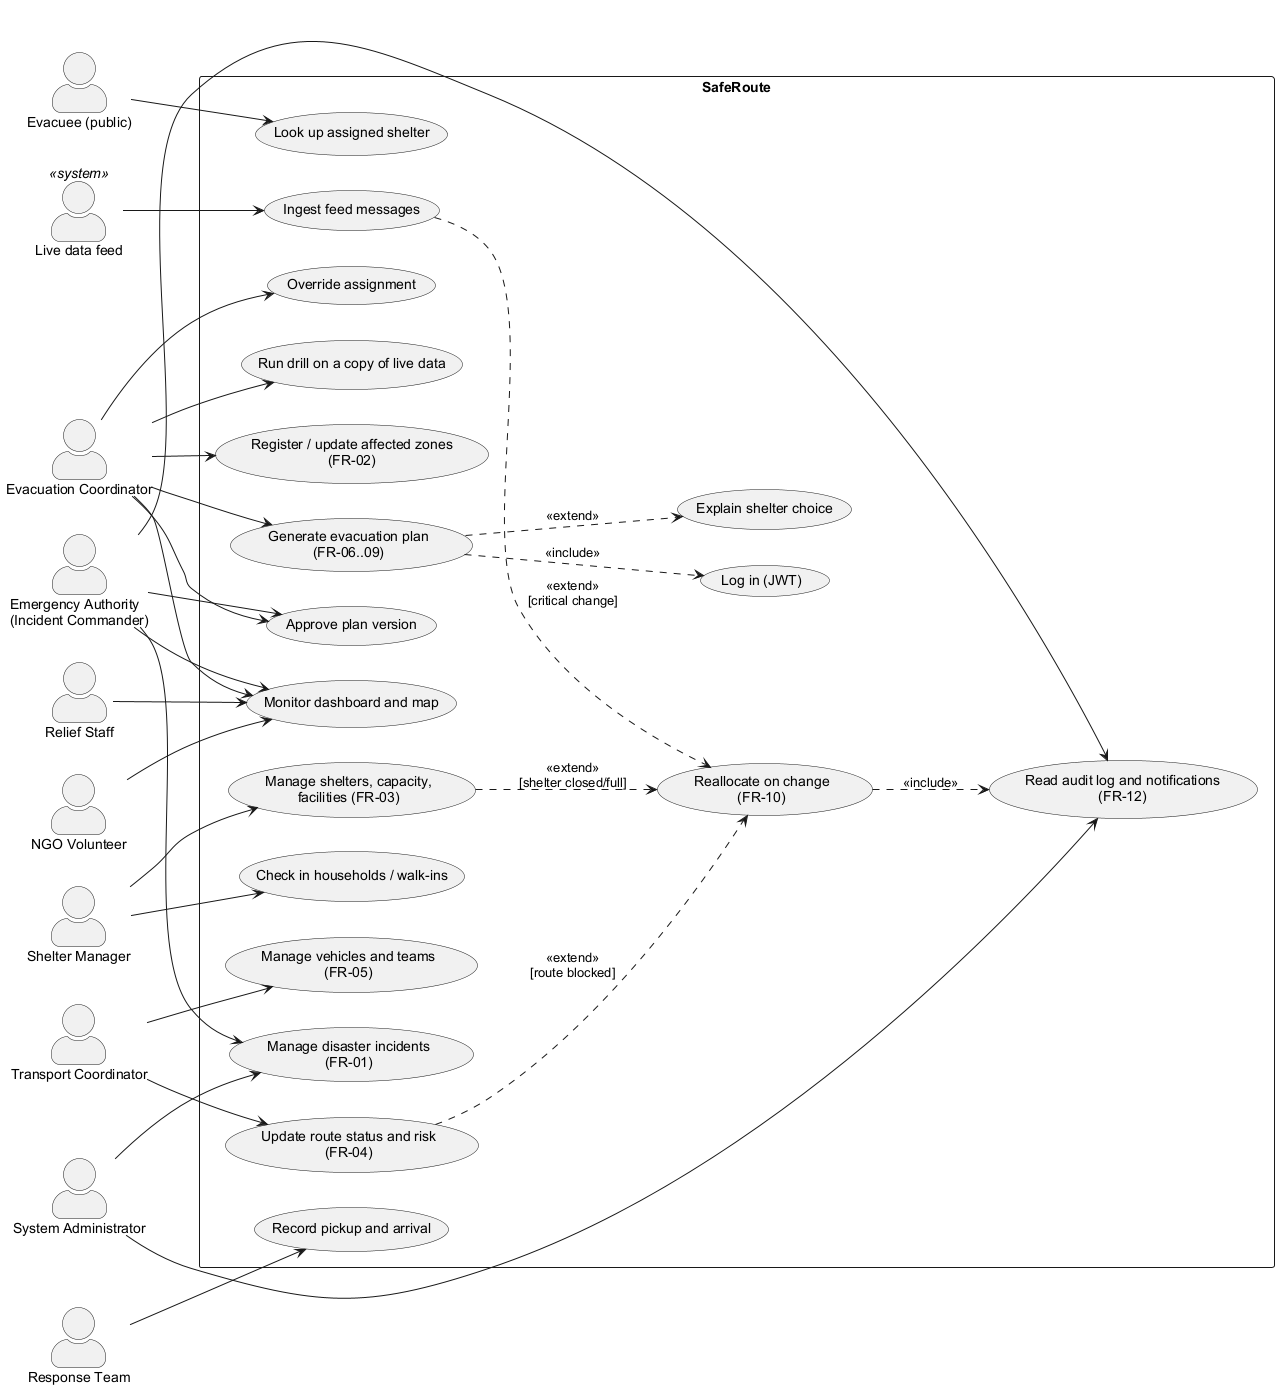 SafeRoute
Evacuee (public)
Look up assigned shelter
«system»
Live data feed
Ingest feed messages
Override assignment
Run drill on a copy of live data
Evacuation Coordinator
Register / update affected zones
(FR-02)
Generate evacuation plan
(FR-06..09)
«extend»
Explain shelter choice
«include»
Log in (JWT)
«extend»
[critical change]
Emergency Authority
(Incident Commander)
Approve plan version
Relief Staff
Monitor dashboard and map
NGO Volunteer
Manage shelters, capacity,
facilities (FR-03)
«extend»
[shelter closed/full]
Reallocate on change
(FR-10)
«include»
Read audit log and notifications
(FR-12)
Shelter Manager
Check in households / walk-ins
Manage vehicles and teams
(FR-05)
«extend»
[route blocked]
Transport Coordinator
Manage disaster incidents
(FR-01)
Update route status and risk
(FR-04)
System Administrator
Record pickup and arrival
Response Team